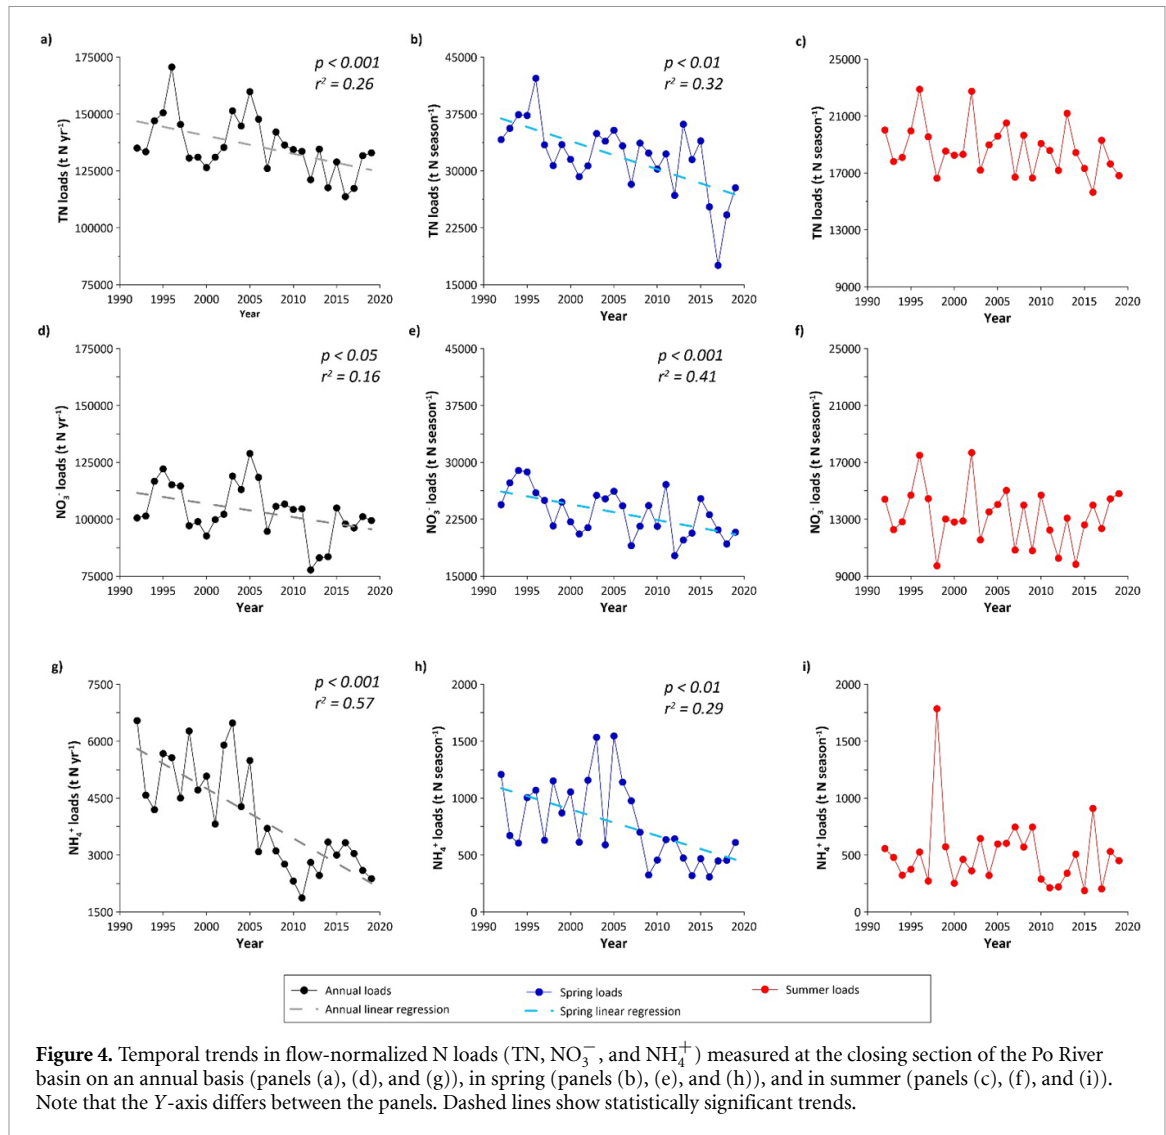 a)
p < 0.001
r² = 0.26
175000
150000
125000
100000
75000
TN loads (t N yr⁻¹)
1990 1995 2000 2005 2010 2015 2020
Year
b)
p < 0.01
r² = 0.32
45000
37500
30000
22500
15000
TN loads (t N season⁻¹)
1990 1995 2000 2005 2010 2015 2020
Year
c)
25000
21000
17000
13000
9000
TN loads (t N season⁻¹)
1990 1995 2000 2005 2010 2015 2020
Year
d)
p < 0.05
r² = 0.16
175000
150000
125000
100000
75000
NO₃⁻ loads (t N yr⁻¹)
1990 1995 2000 2005 2010 2015 2020
Year
e)
p < 0.001
r² = 0.41
45000
37500
30000
22500
15000
NO₃⁻ loads (t N season⁻¹)
1990 1995 2000 2005 2010 2015 2020
Year
f)
25000
21000
17000
13000
9000
NO₃⁻ loads (t N season⁻¹)
1990 1995 2000 2005 2010 2015 2020
Year
g)
p < 0.001
r² = 0.57
7500
6000
4500
3000
1500
NH₄⁺ loads (t N yr⁻¹)
1990 1995 2000 2005 2010 2015 2020
Year
h)
p < 0.01
r² = 0.29
2000
1500
1000
500
0
NH₄⁺ loads (t N season⁻¹)
1990 1995 2000 2005 2010 2015 2020
Year
i)
2000
1500
1000
500
0
NH₄⁺ loads (t N season⁻¹)
1990 1995 2000 2005 2010 2015 2020
Year
Annual loads
Spring loads
Summer loads
Annual linear regression
Spring linear regression
Figure 4. Temporal trends in flow-normalized N loads (TN, NO₃⁻, and NH₄⁺) measured at the closing section of the Po River
basin on an annual basis (panels (a), (d), and (g)), in spring (panels (b), (e), and (h)), and in summer (panels (c), (f), and (i)).
Note that the Y-axis differs between the panels. Dashed lines show statistically significant trends.